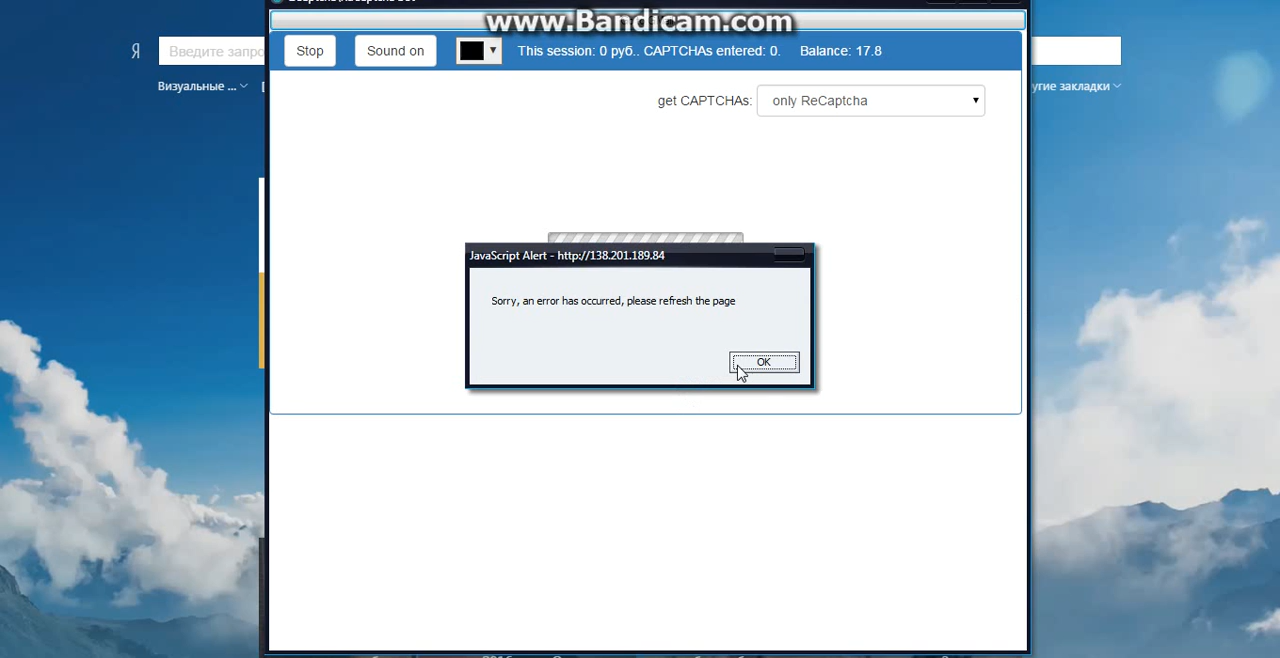 www.Bandicam.com
Я Введите запро
Stop Sound on This session: 0 руб.. CAPTCHAs entered: 0. Balance: 17.8
Визуальные ...
угие закладки
get CAPTCHAs: only ReCaptcha
JavaScript Alert - http://138.201.189.84
Sorry, an error has occurred, please refresh the page
OK